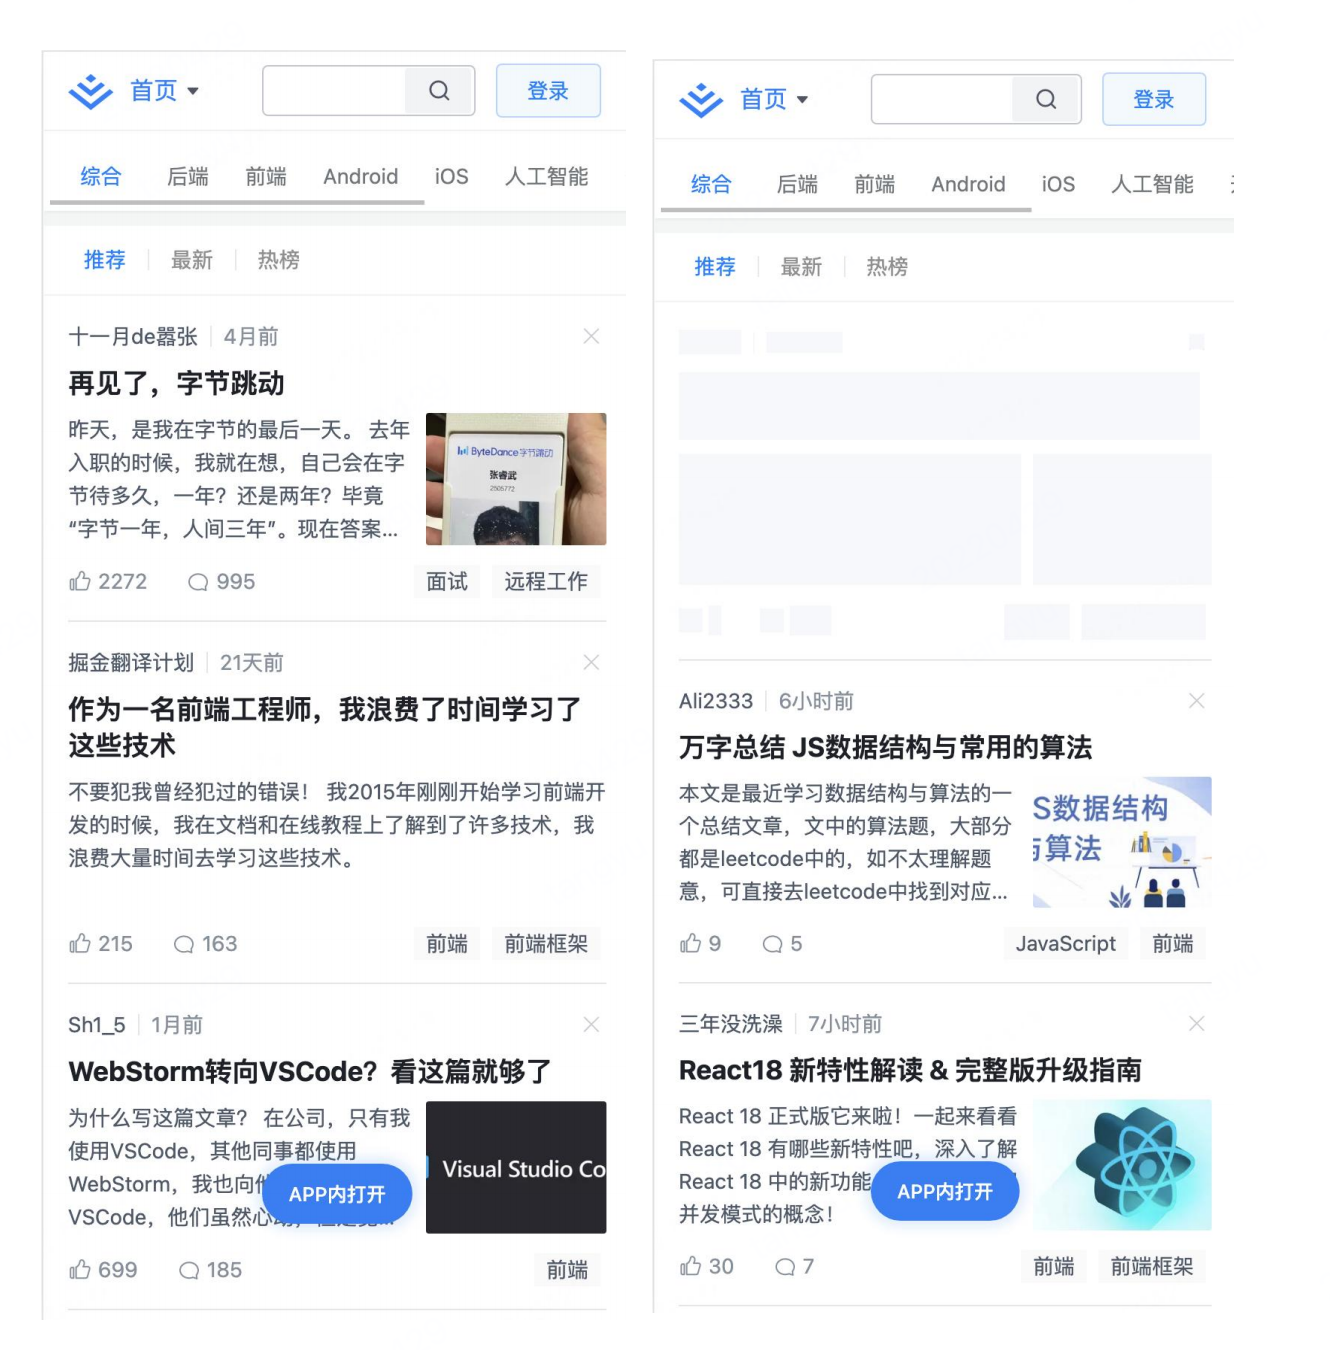 首页
登录
综合 后端 前端 Android iOS 人工智能
推荐 最新 热榜
十一月de嚣张 4月前
再见了，字节跳动
昨天，是我在字节的最后一天。 去年
入职的时候，我就在想，自己会在字
节待多久，一年？还是两年？毕竟
“字节一年，人间三年”。现在答案...
ByteDance字节跳动
张睿武
2505772
2272 995 面试 远程工作
掘金翻译计划 21天前
作为一名前端工程师，我浪费了时间学习了
这些技术
不要犯我曾经犯过的错误！ 我2015年刚刚开始学习前端开
发的时候，我在文档和在线教程上了解到了许多技术，我
浪费大量时间去学习这些技术。
215 163 前端 前端框架
Sh1_5 1月前
WebStorm转向VSCode？看这篇就够了
为什么写这篇文章？ 在公司，只有我
使用VSCode，其他同事都使用
WebStorm，我也向
VSCode，他们虽然心
Visual Studio Co
APP内打开
699 185 前端
首页
登录
综合 后端 前端 Android iOS 人工智能
推荐 最新 热榜
Ali2333 6小时前
万字总结 JS数据结构与常用的算法
本文是最近学习数据结构与算法的一
个总结文章，文中的算法题，大部分
都是leetcode中的，如不太理解题
意，可直接去leetcode中找到对应...
S数据结构
算法
9 5 JavaScript 前端
三年没洗澡 7小时前
React18 新特性解读 & 完整版升级指南
React 18 正式版它来啦！一起来看看
React 18 有哪些新特性吧，深入了解
React 18 中的新功能
并发模式的概念！
APP内打开
30 7 前端 前端框架